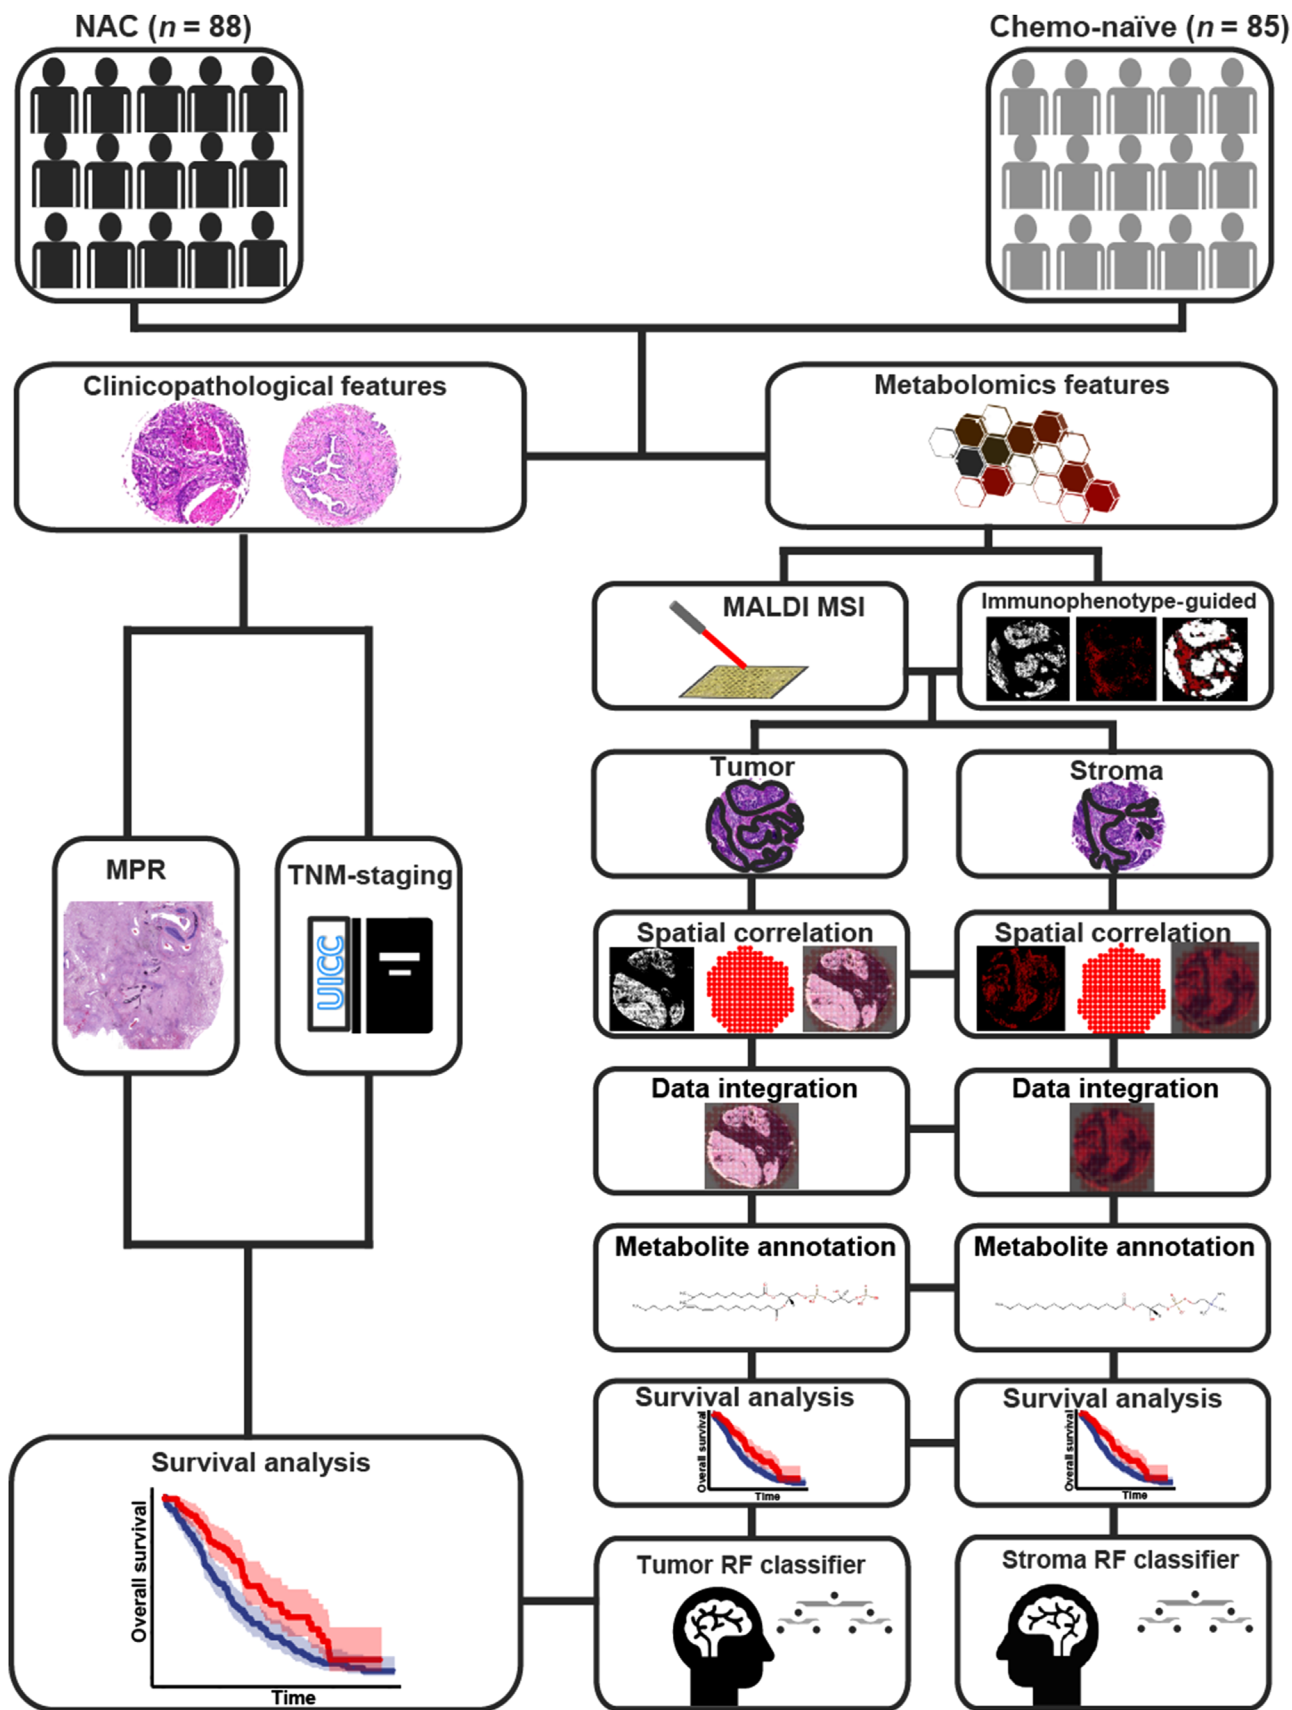 NAC (n = 88)
Chemo-naïve (n = 85)
Clinicopathological features
Metabolomics features
MALDI MSI
Immunophenotype-guided
Tumor
Stroma
MPR
TNM-staging
UICC
Spatial correlation
Spatial correlation
Data integration
Data integration
Metabolite annotation
Metabolite annotation
Survival analysis
Overall survival
Time
Survival analysis
Overall survival
Time
Survival analysis
Overall survival
Time
Tumor RF classifier
Stroma RF classifier